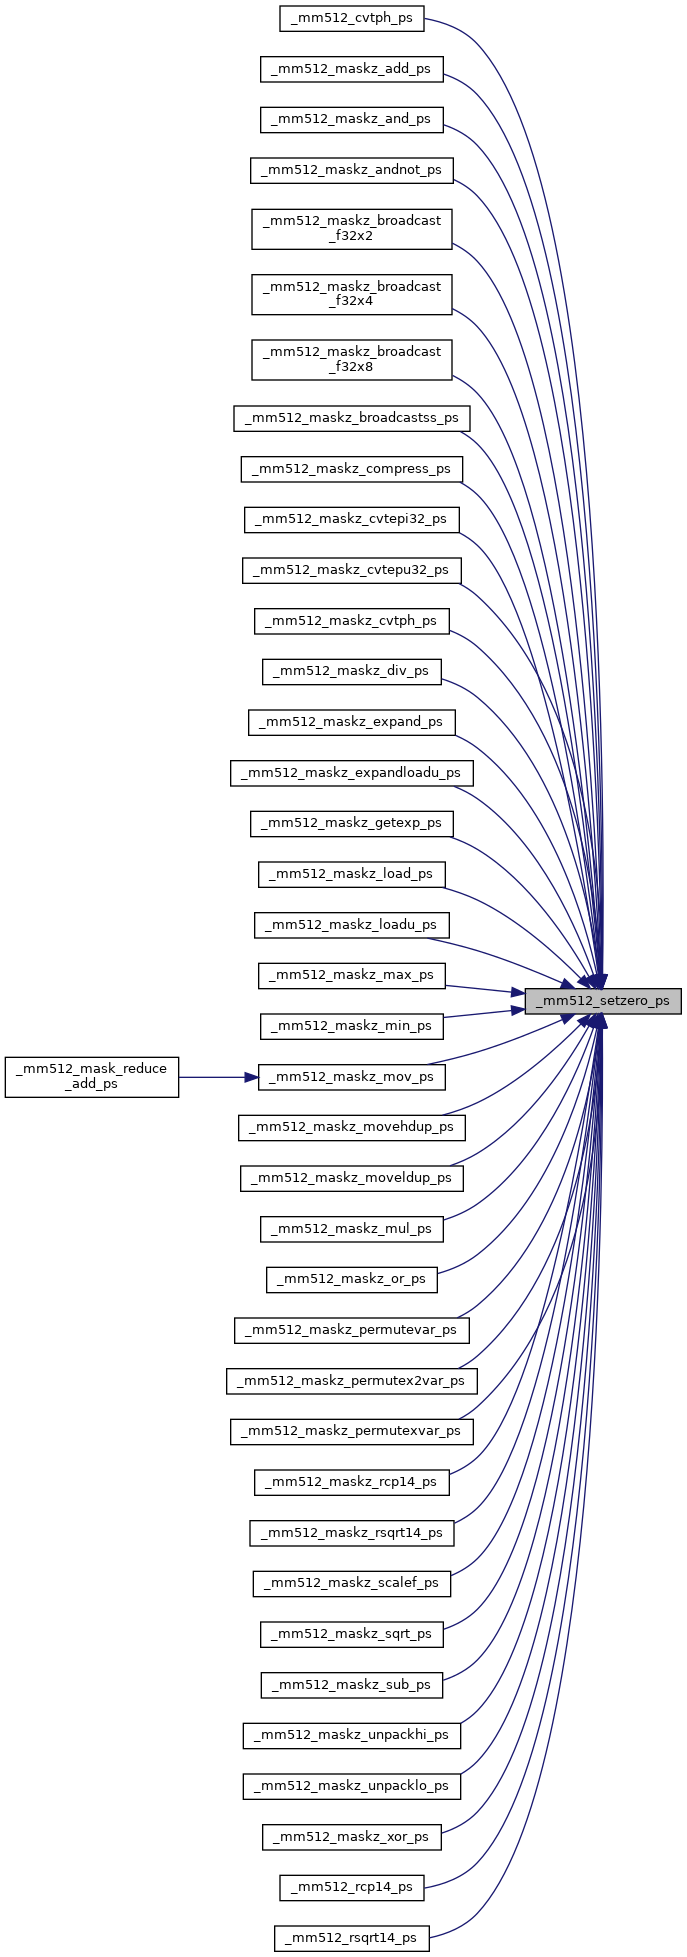 _mm512_cvtph_ps
_mm512_maskz_add_ps
_mm512_maskz_and_ps
_mm512_maskz_andnot_ps
_mm512_maskz_broadcast
_f32x2
_mm512_maskz_broadcast
_f32x4
_mm512_maskz_broadcast
_f32x8
_mm512_maskz_broadcastss_ps
_mm512_maskz_compress_ps
_mm512_maskz_cvtepi32_ps
_mm512_maskz_cvtepu32_ps
_mm512_maskz_cvtph_ps
_mm512_maskz_div_ps
_mm512_maskz_expand_ps
_mm512_maskz_expandloadu_ps
_mm512_maskz_getexp_ps
_mm512_maskz_load_ps
_mm512_maskz_loadu_ps
_mm512_maskz_max_ps
_mm512_setzero_ps
_mm512_maskz_min_ps
_mm512_mask_reduce
_add_ps
_mm512_maskz_mov_ps
_mm512_maskz_movehdup_ps
_mm512_maskz_moveldup_ps
_mm512_maskz_mul_ps
_mm512_maskz_or_ps
_mm512_maskz_permutevar_ps
_mm512_maskz_permutex2var_ps
_mm512_maskz_permutexvar_ps
_mm512_maskz_rcp14_ps
_mm512_maskz_rsqrt14_ps
_mm512_maskz_scalef_ps
_mm512_maskz_sqrt_ps
_mm512_maskz_sub_ps
_mm512_maskz_unpackhi_ps
_mm512_maskz_unpacklo_ps
_mm512_maskz_xor_ps
_mm512_rcp14_ps
_mm512_rsqrt14_ps